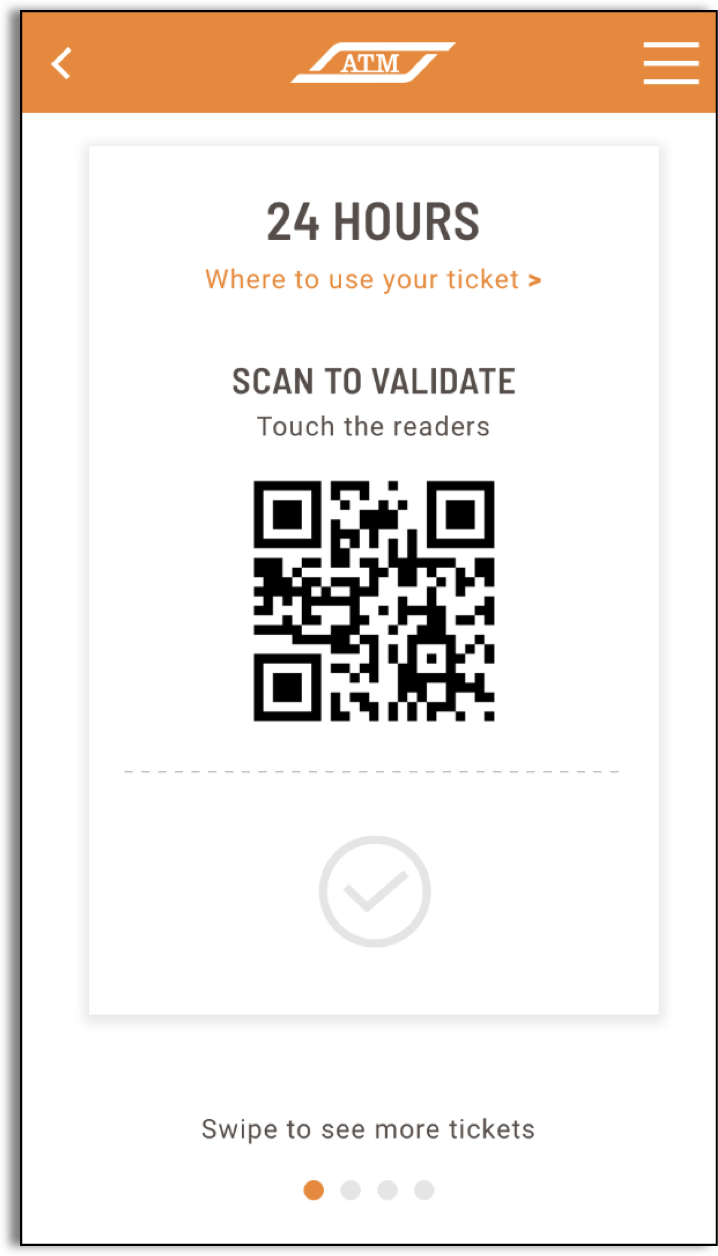 ATM
24 HOURS
Where to use your ticket >
SCAN TO VALIDATE
Touch the readers
Swipe to see more tickets